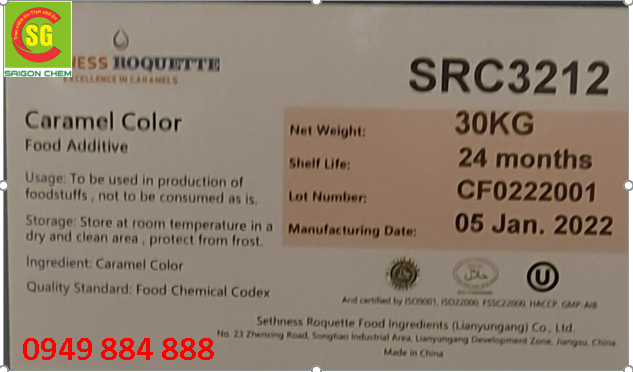 SG
SAIGON CHEM
NESS ROQUETTE
EXCELLENCE IN CARAMELS
SRC3212
Caramel Color
Food Additive
Usage: To be used in production of
foodstuffs , not to be consumed as is.
Storage: Store at room temperature in a
dry and clean area , protect from frost.
Ingredient: Caramel Color
Quality Standard: Food Chemical Codex
Net Weight: 30KG
Shelf Life: 24 months
Lot Number: CF0222001
Manufacturing Date: 05 Jan. 2022
حلال
U
And certified by ISO9001, ISO22000, FSSC22000, HACCP, GMP-AIB
Sethness Roquette Food Ingredients (Lianyungang) Co., Ltd.
No. 23 Zhenxing Road, Songtiao Industrial Area, Lianyungang Development Zone, Jiangsu, China.
Made in China
0949 884 888